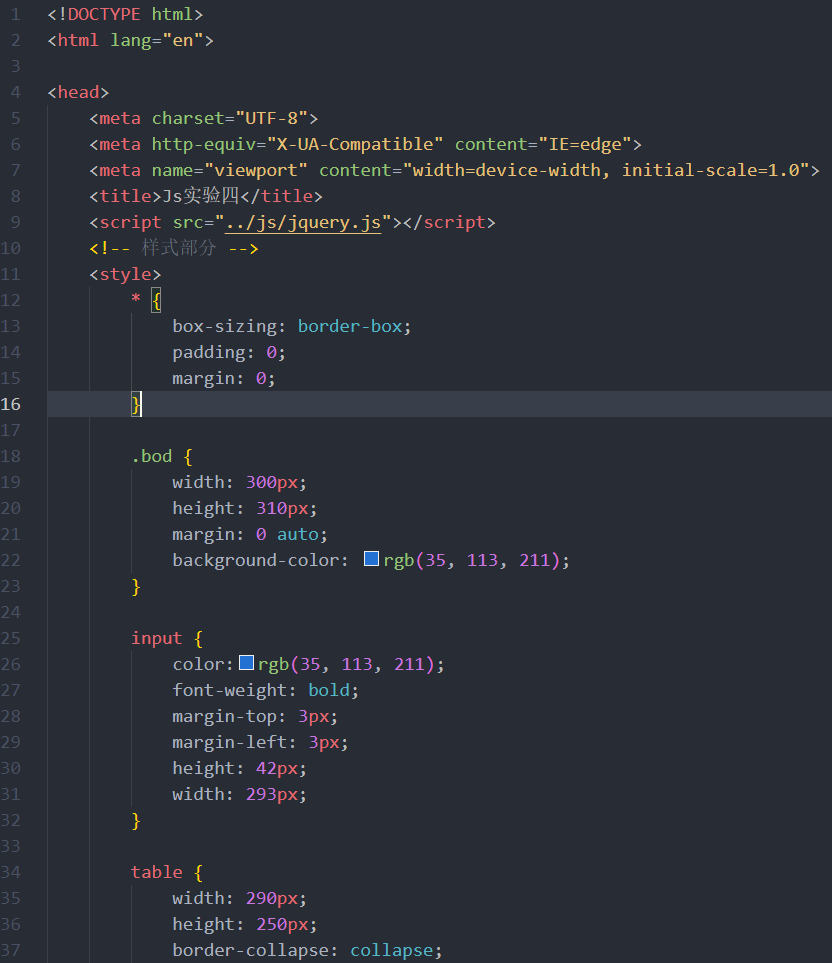 1 <!DOCTYPE html>
2 <html lang="en">
3
4 <head>
5     <meta charset="UTF-8">
6     <meta http-equiv="X-UA-Compatible" content="IE=edge">
7     <meta name="viewport" content="width=device-width, initial-scale=1.0">
8     <title>Js实验四</title>
9     <script src="../js/jquery.js"></script>
10     <!-- 样式部分 -->
11     <style>
12         * {
13             box-sizing: border-box;
14             padding: 0;
15             margin: 0;
16         }
17
18         .bod {
19             width: 300px;
20             height: 310px;
21             margin: 0 auto;
22             background-color: rgb(35, 113, 211);
23         }
24
25         input {
26             color:rgb(35, 113, 211);
27             font-weight: bold;
28             margin-top: 3px;
29             margin-left: 3px;
30             height: 42px;
31             width: 293px;
32         }
33
34         table {
35             width: 290px;
36             height: 250px;
37             border-collapse: collapse;